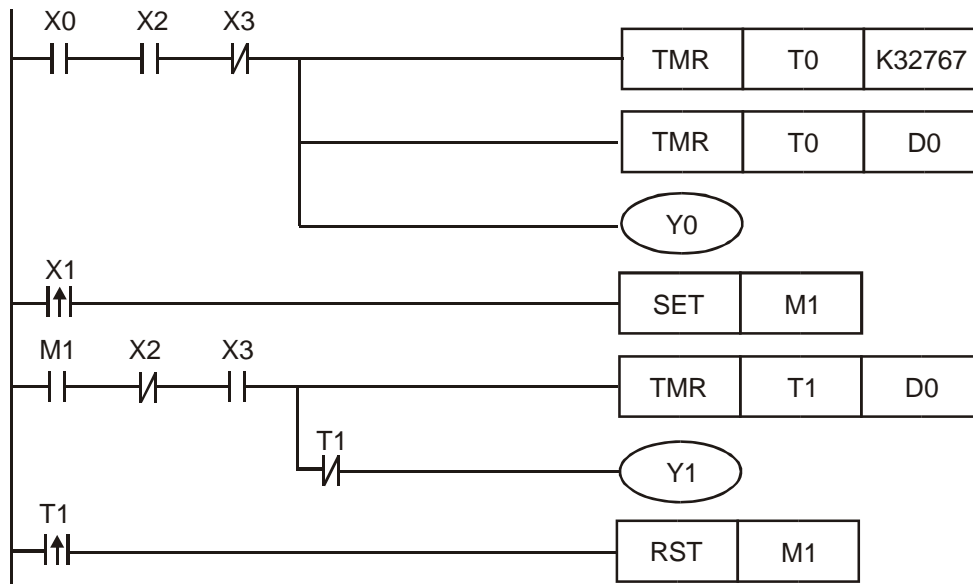 X0 X2 X3
TMR T0 K32767
TMR T0 D0
Y0
X1
SET M1
M1 X2 X3
TMR T1 D0
T1
Y1
T1
RST M1